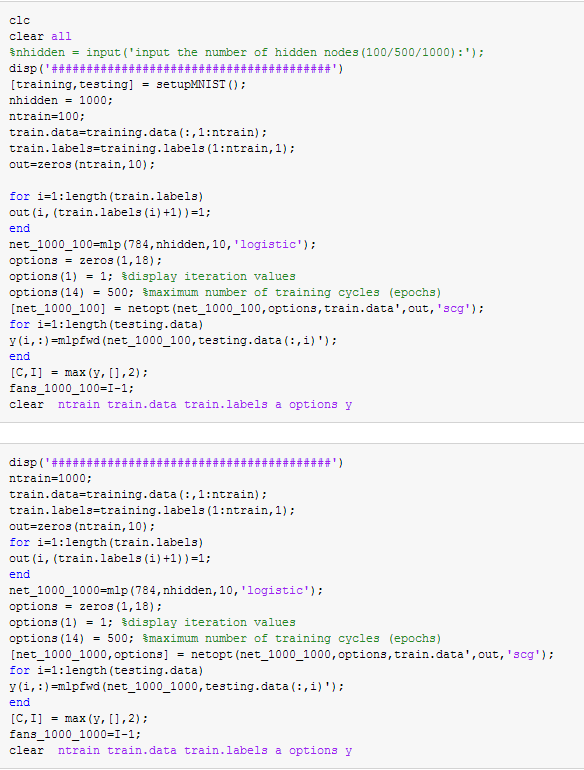 clc
clear all
%nhidden = input('input the number of hidden nodes(100/500/1000):');
disp('########################################')
[training,testing] = setupMNIST();
nhidden = 1000;
ntrain=100;
train.data=training.data(:,1:ntrain);
train.labels=training.labels(1:ntrain,1);
out=zeros(ntrain,10);
for i=1:length(train.labels)
out(i,(train.labels(i)+1))=1;
end
net_1000_100=mlp(784,nhidden,10,'logistic');
options = zeros(1,18);
options(1) = 1; %display iteration values
options(14) = 500; %maximum number of training cycles (epochs)
[net_1000_100] = netopt(net_1000_100,options,train.data',out,'scg');
for i=1:length(testing.data)
y(i,:)=mlpfwd(net_1000_100,testing.data(:,i)');
end
[C,I] = max(y,[],2);
fans_1000_100=I-1;
clear  ntrain train.data train.labels a options y
disp('########################################')
ntrain=1000;
train.data=training.data(:,1:ntrain);
train.labels=training.labels(1:ntrain,1);
out=zeros(ntrain,10);
for i=1:length(train.labels)
out(i,(train.labels(i)+1))=1;
end
net_1000_1000=mlp(784,nhidden,10,'logistic');
options = zeros(1,18);
options(1) = 1; %display iteration values
options(14) = 500; %maximum number of training cycles (epochs)
[net_1000_1000,options] = netopt(net_1000_1000,options,train.data',out,'scg');
for i=1:length(testing.data)
y(i,:)=mlpfwd(net_1000_1000,testing.data(:,i)');
end
[C,I] = max(y,[],2);
fans_1000_1000=I-1;
clear  ntrain train.data train.labels a options y